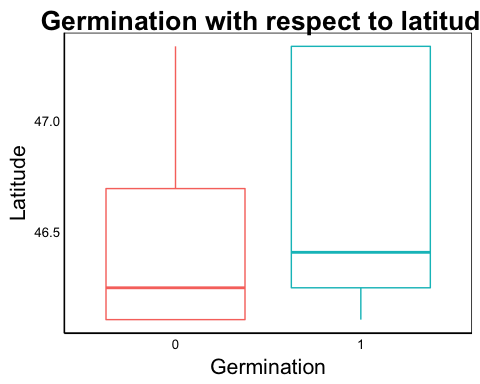 Germination with respect to latitud
47.0
46.5
Latitude
0 1
Germination